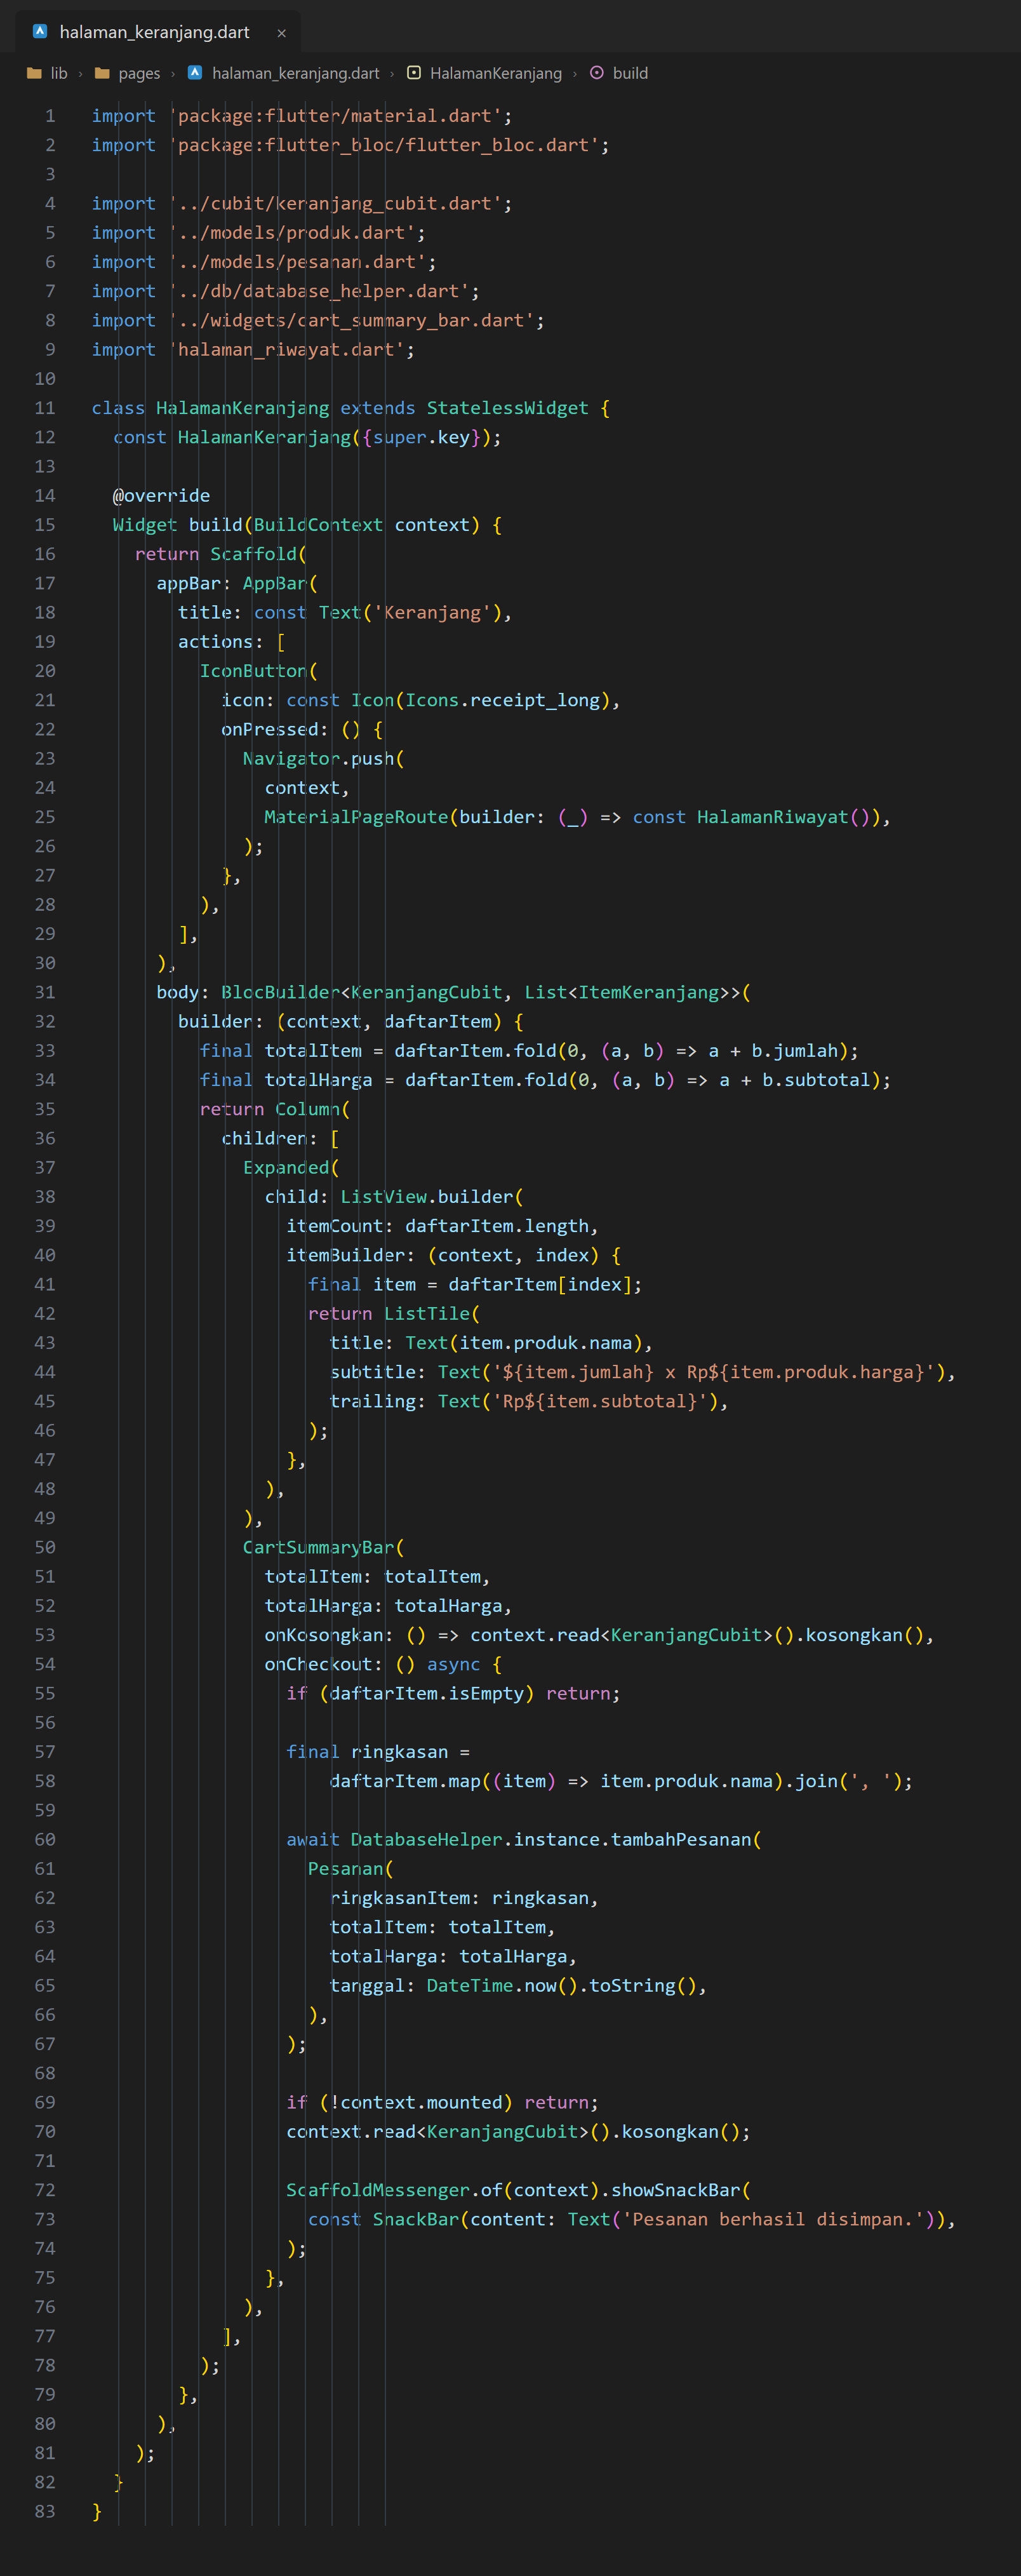 halaman_keranjang.dart ×
lib › pages › halaman_keranjang.dart › HalamanKeranjang › build
1 import 'package:flutter/material.dart';
2 import 'package:flutter_bloc/flutter_bloc.dart';
3
4 import '../cubit/keranjang_cubit.dart';
5 import '../models/produk.dart';
6 import '../models/pesanan.dart';
7 import '../db/database_helper.dart';
8 import '../widgets/cart_summary_bar.dart';
9 import 'halaman_riwayat.dart';
10
11 class HalamanKeranjang extends StatelessWidget {
12   const HalamanKeranjang({super.key});
13
14   @override
15   Widget build(BuildContext context) {
16     return Scaffold(
17       appBar: AppBar(
18         title: const Text('Keranjang'),
19         actions: [
20           IconButton(
21             icon: const Icon(Icons.receipt_long),
22             onPressed: () {
23               Navigator.push(
24                 context,
25                 MaterialPageRoute(builder: (_) => const HalamanRiwayat()),
26               );
27             },
28           ),
29         ],
30       ),
31       body: BlocBuilder<KeranjangCubit, List<ItemKeranjang>>(
32         builder: (context, daftarItem) {
33           final totalItem = daftarItem.fold(0, (a, b) => a + b.jumlah);
34           final totalHarga = daftarItem.fold(0, (a, b) => a + b.subtotal);
35           return Column(
36             children: [
37               Expanded(
38                 child: ListView.builder(
39                   itemCount: daftarItem.length,
40                   itemBuilder: (context, index) {
41                     final item = daftarItem[index];
42                     return ListTile(
43                       title: Text(item.produk.nama),
44                       subtitle: Text('${item.jumlah} x Rp${item.produk.harga}'),
45                       trailing: Text('Rp${item.subtotal}'),
46                     );
47                   },
48                 ),
49               ),
50               CartSummaryBar(
51                 totalItem: totalItem,
52                 totalHarga: totalHarga,
53                 onKosongkan: () => context.read<KeranjangCubit>().kosongkan(),
54                 onCheckout: () async {
55                   if (daftarItem.isEmpty) return;
56
57                   final ringkasan =
58                       daftarItem.map((item) => item.produk.nama).join(', ');
59
60                   await DatabaseHelper.instance.tambahPesanan(
61                     Pesanan(
62                       ringkasanItem: ringkasan,
63                       totalItem: totalItem,
64                       totalHarga: totalHarga,
65                       tanggal: DateTime.now().toString(),
66                     ),
67                   );
68
69                   if (!context.mounted) return;
70                   context.read<KeranjangCubit>().kosongkan();
71
72                   ScaffoldMessenger.of(context).showSnackBar(
73                     const SnackBar(content: Text('Pesanan berhasil disimpan.')),
74                   );
75                 },
76               ),
77             ],
78           );
79         },
80       ),
81     );
82   }
83 }